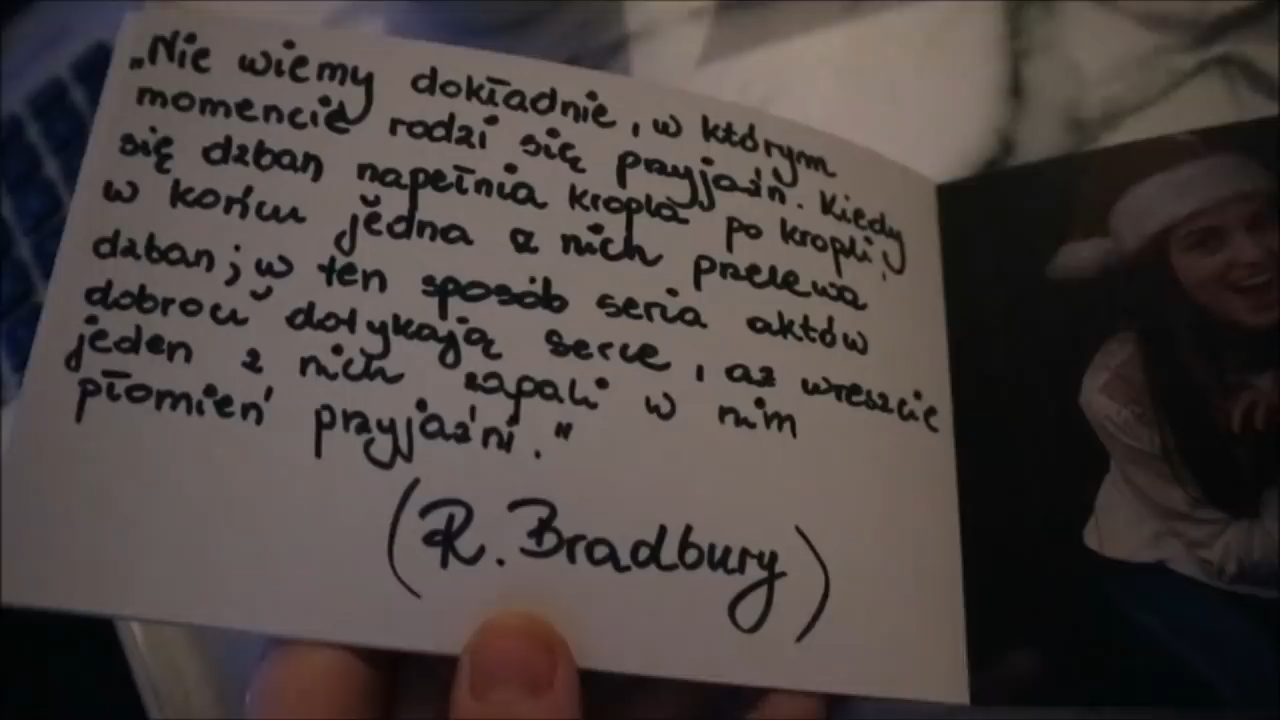 „Nie wiemy dokładnie, w którym
momencie rodzi się przyjaźń. Kiedy
się dzban napełnia kropla po kropli,
w końcu jedna z nich przelewa
dzban; w ten sposób seria aktów
dobroci dotykają serce, aż wreszcie
jeden z nich zapali w nim
płomień przyjaźni."
(R. Bradbury)